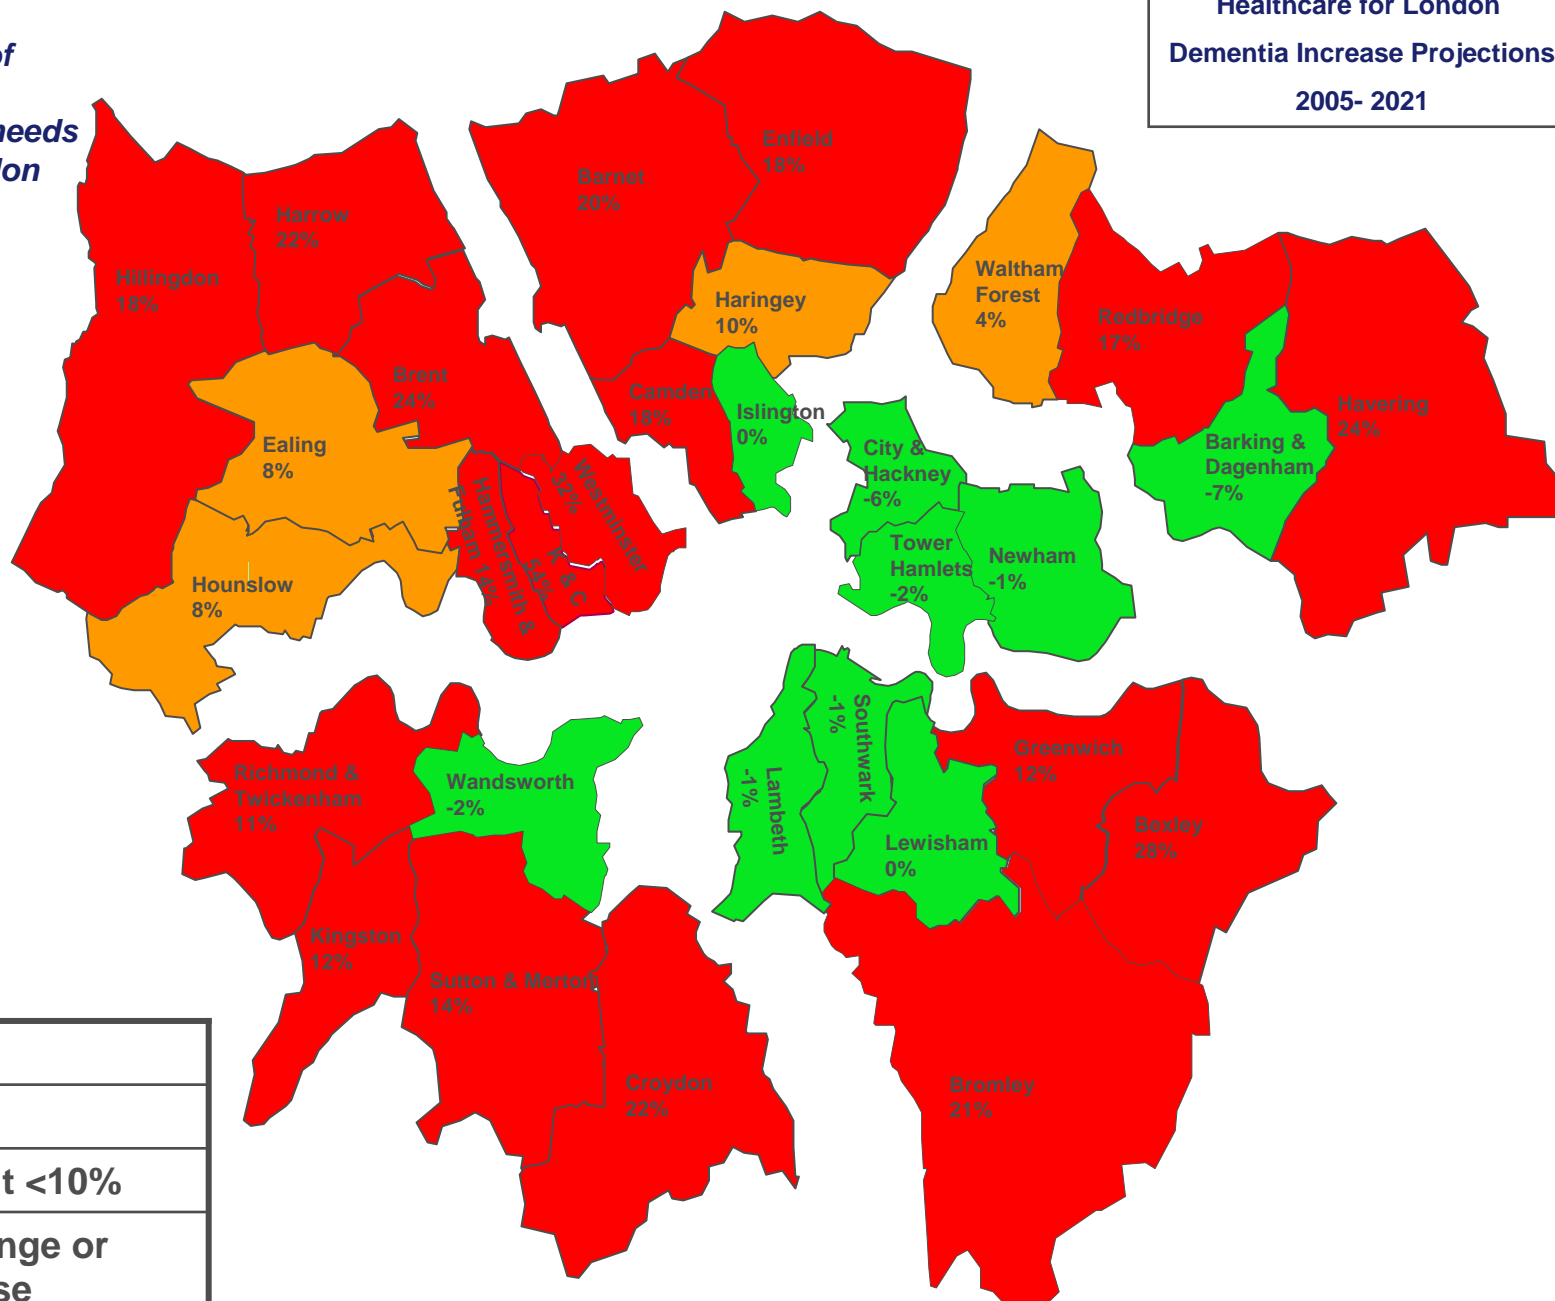 of
needs
Healthcare for London
Dementia Increase Projections
2005- 2021
Enfield
18%
Barnet
20%
Harrow
22%
Hillingdon
18%
Haringey
10%
Waltham
Forest
4%
Redbridge
17%
Brent
24%
Camden
18%
Islington
0%
Havering
24%
Ealing
8%
City &
Hackney
-6%
Barking &
Dagenham
-7%
Westminster
32%
Hammersmith &
Fulham 14%
K & C
54%
Tower
Hamlets
-2%
Newham
-1%
Hounslow
8%
Richmond &
Twickenham
11%
Wandsworth
-2%
Lambeth
-1%
Southwark
-1%
Greenwich
12%
Lewisham
0%
Bexley
28%
Kingston
12%
Sutton & Merton
14%
Croydon
22%
Bromley
21%
t <10%
nge or
se